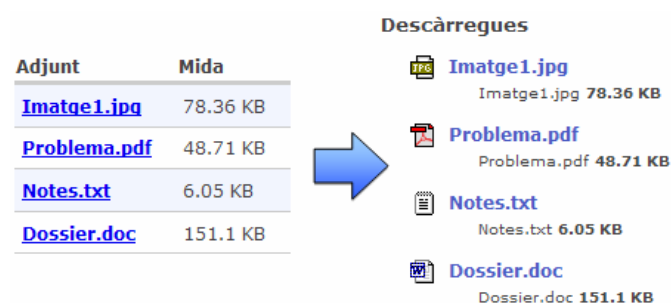 Adjunt Mida
Imatge1.jpg 78.36 KB
Problema.pdf 48.71 KB
Notes.txt 6.05 KB
Dossier.doc 151.1 KB
Descàrregues
JPG Imatge1.jpg
Imatge1.jpg 78.36 KB
Problema.pdf
Problema.pdf 48.71 KB
Notes.txt
Notes.txt 6.05 KB
W Dossier.doc
Dossier.doc 151.1 KB